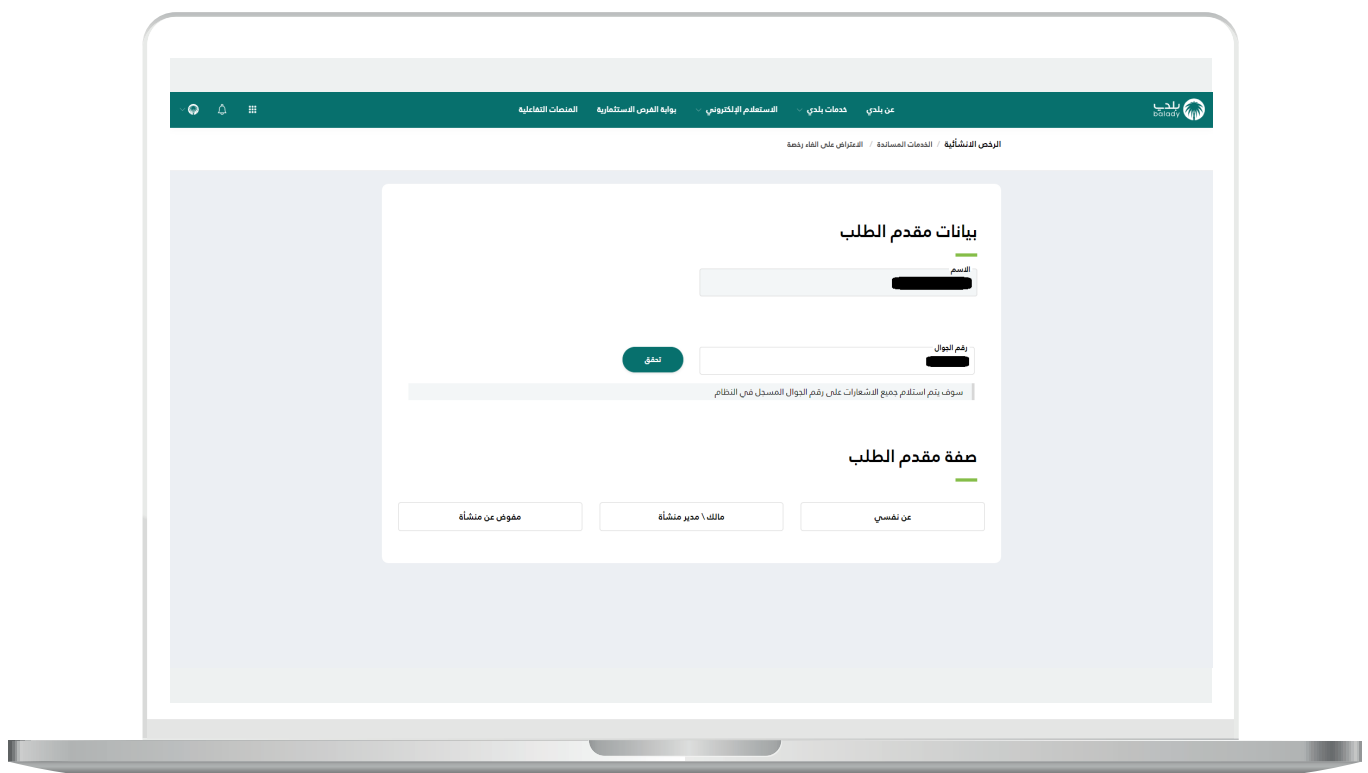 بلدي
balady
عن بلدي خدمات بلدي الاستعلام الإلكتروني بوابة الفرص الاستثمارية المنصات التفاعلية
الرخص الانشائية / الخدمات المساندة / الاعتراض على الغاء رخصة
بيانات مقدم الطلب
الاسم
رقم الجوال
تحقق
سوف يتم استلام جميع الاشعارات على رقم الجوال المسجل في النظام
صفة مقدم الطلب
عن نفسي مالك \ مدير منشأة مفوض عن منشأة